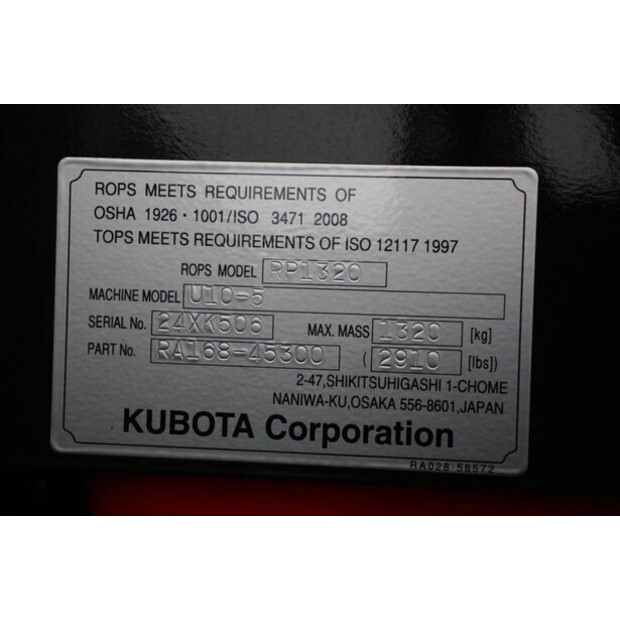 ROPS MEETS REQUIREMENTS OF
OSHA 1926・1001/ISO 3471 2008
TOPS MEETS REQUIREMENTS OF ISO 12117 1997
ROPS MODEL RP1320
MACHINE MODEL U10-5
SERIAL No. 24XK506 MAX. MASS 1320 [kg]
PART No. RA168-45300 ( 2910 [lbs])
2-47,SHIKITSUHIGASHI 1-CHOME
NANIWA-KU,OSAKA 556-8601,JAPAN
KUBOTA Corporation
RA028-58572